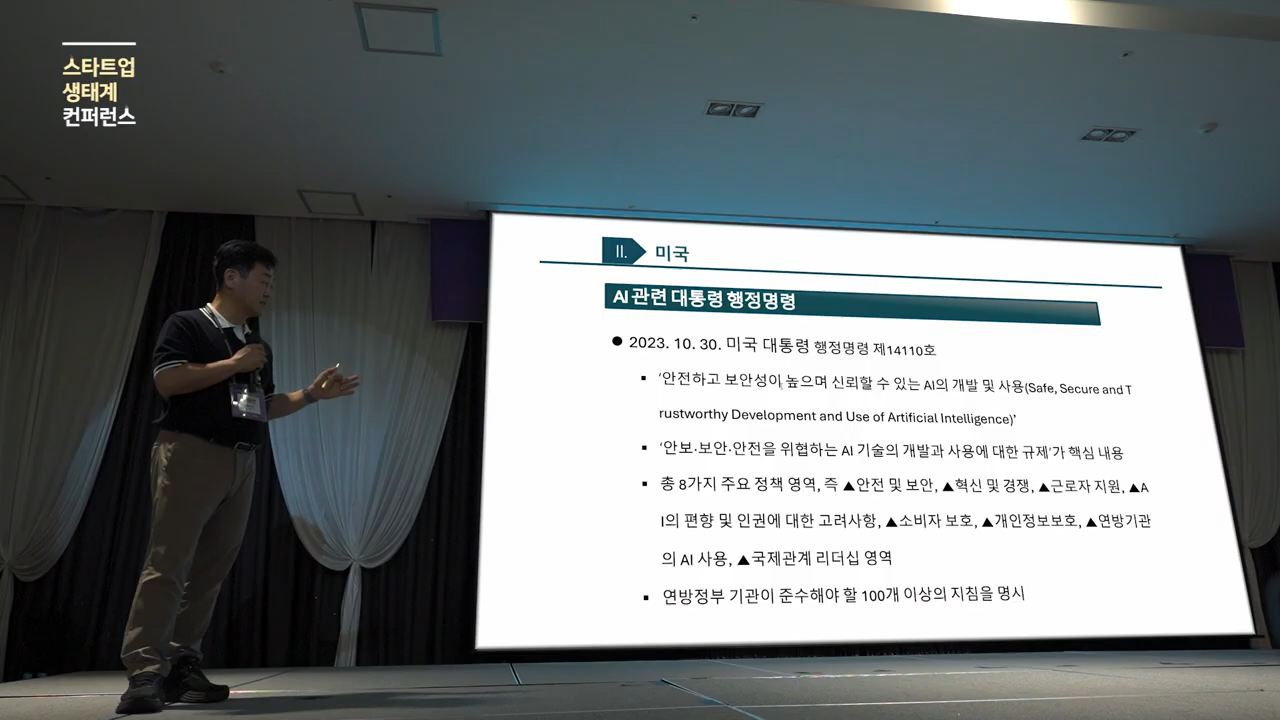 스타트업
생태계
컨퍼런스
II. 미국
AI 관련 대통령 행정명령
● 2023. 10. 30. 미국 대통령 행정명령 제14110호
▪ ‘안전하고 보안성이 높으며 신뢰할 수 있는 AI의 개발 및 사용(Safe, Secure and T
rustworthy Development and Use of Artificial Intelligence)’
▪ ‘안보·보안·안전을 위협하는 AI 기술의 개발과 사용에 대한 규제’가 핵심 내용
▪ 총 8가지 주요 정책 영역, 즉 ▲안전 및 보안, ▲혁신 및 경쟁, ▲근로자 지원, ▲A
I의 편향 및 인권에 대한 고려사항, ▲소비자 보호, ▲개인정보보호, ▲연방기관
의 AI 사용, ▲국제관계 리더십 영역
▪ 연방정부 기관이 준수해야 할 100개 이상의 지침을 명시